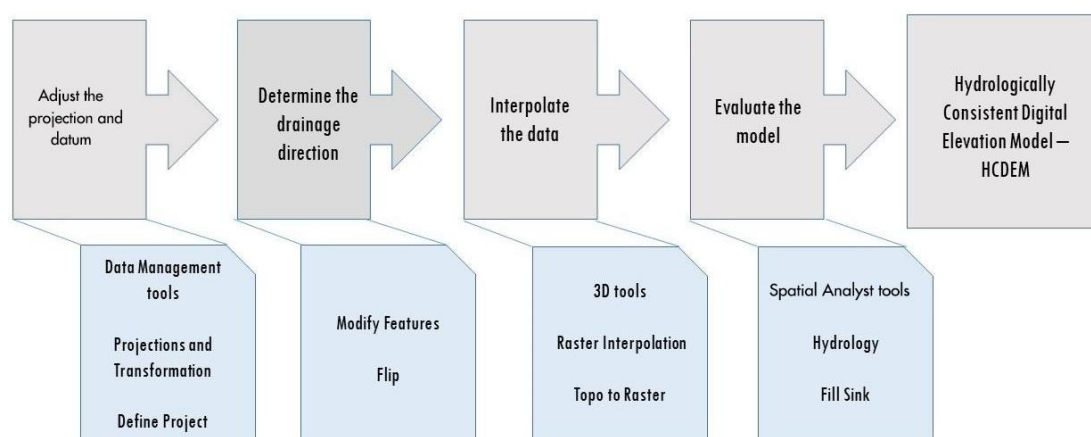 Adjust the
projection and
datum
Determine the
drainage
direction
Interpolate
the data
Evaluate the
model
Hydrologically
Consistent Digital
Elevation Model –
HCDEM
Data Management
tools
Projections and
Transformation
Define Project
Modify Features
Flip
3D tools
Raster Interpolation
Topo to Raster
Spatial Analyst tools
Hydrology
Fill Sink